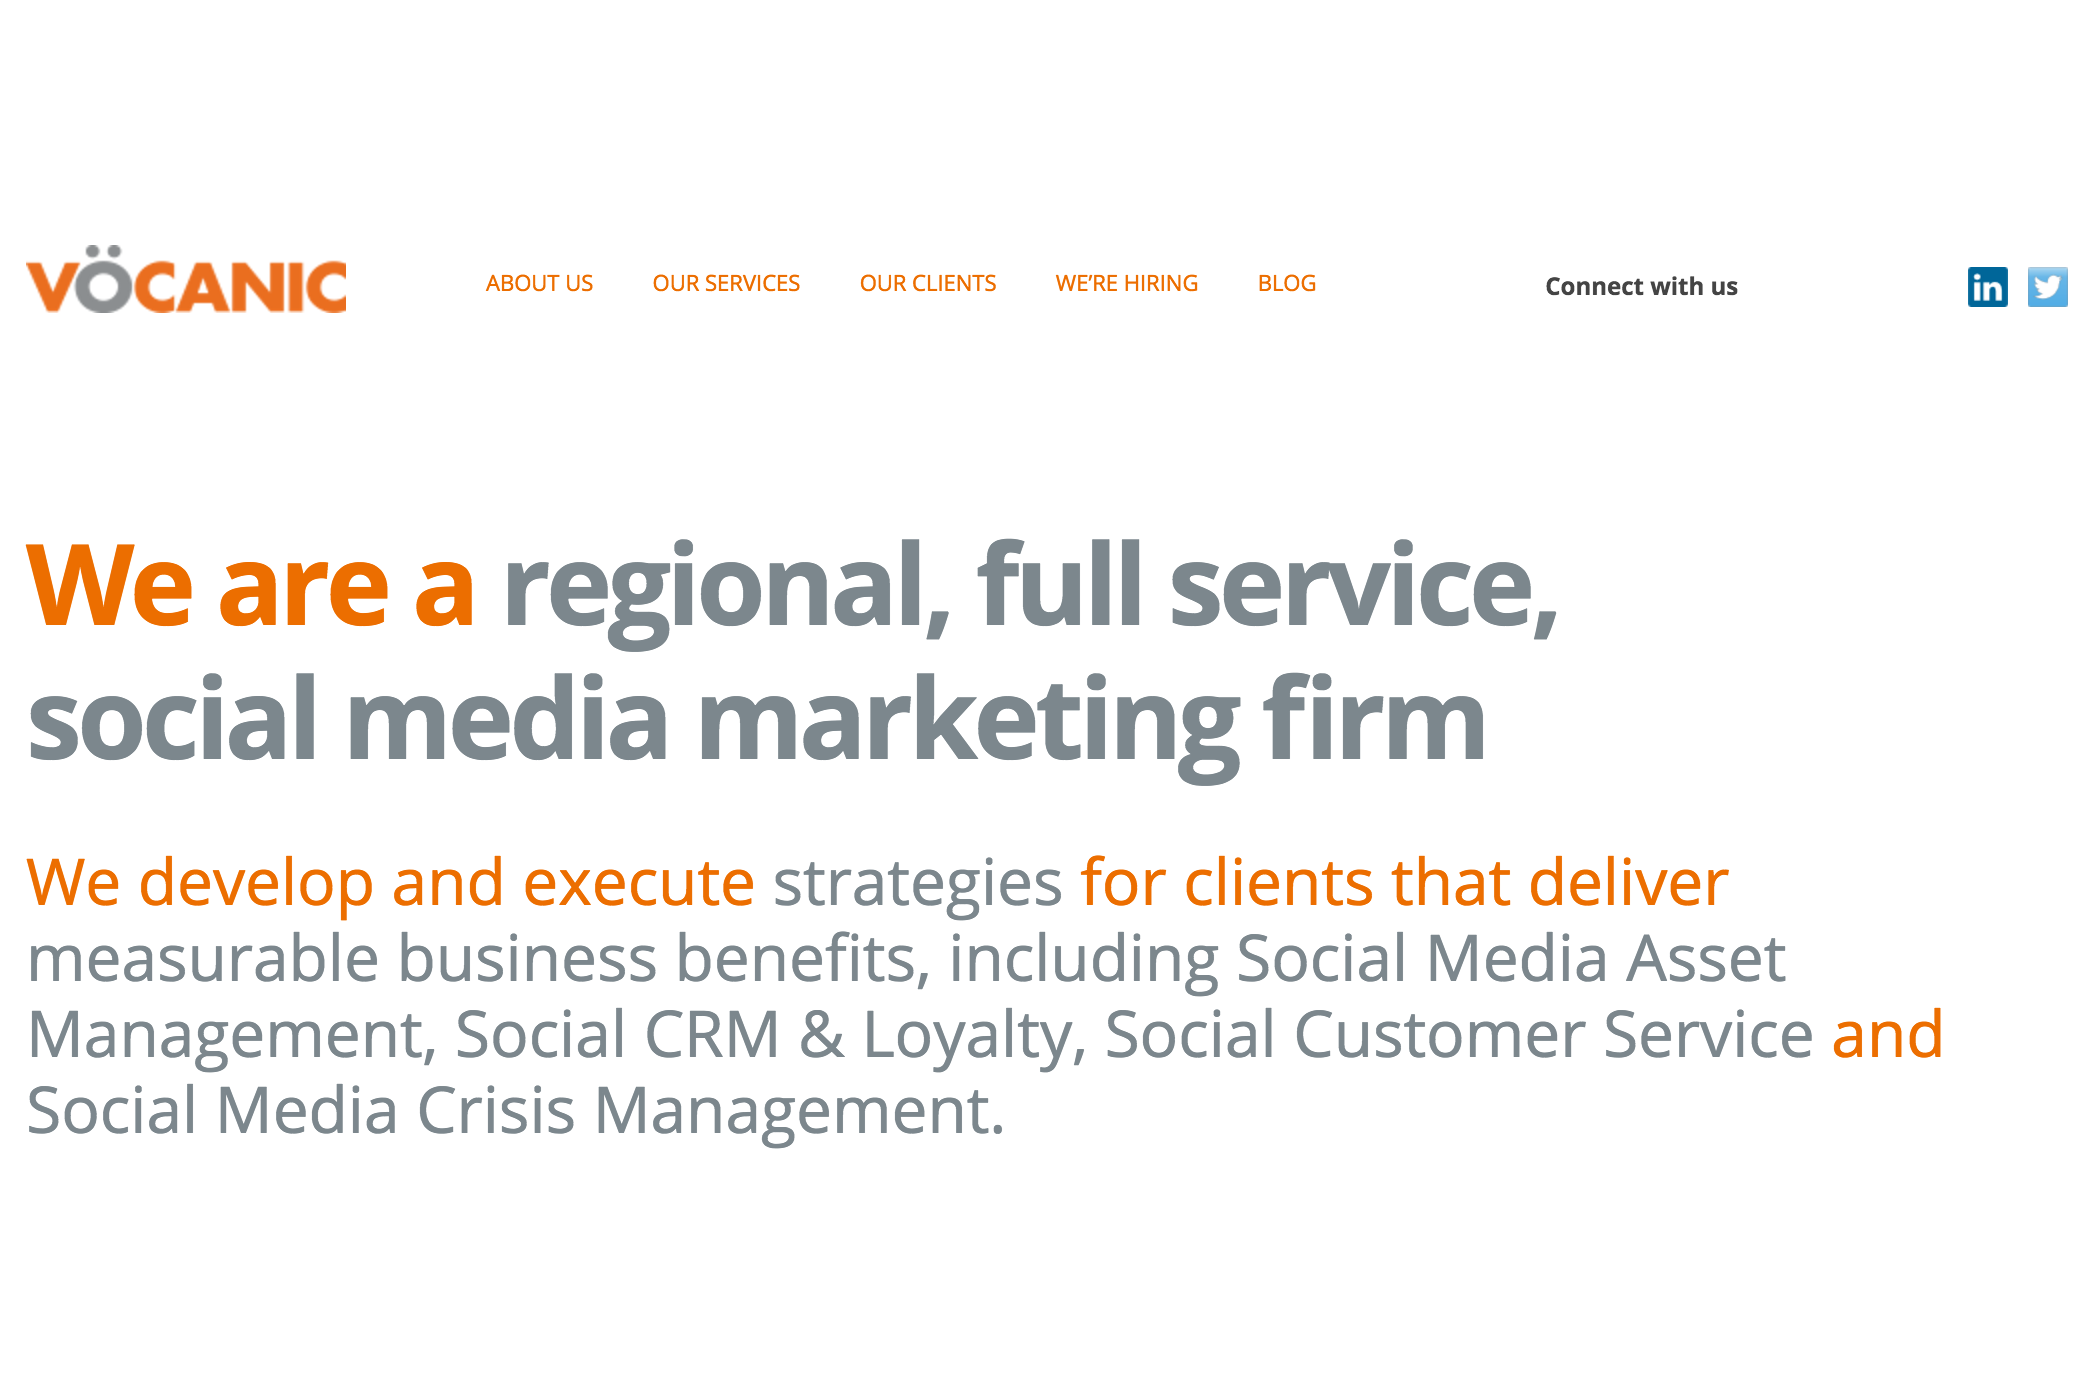 VÖCANIC
ABOUT US OUR SERVICES OUR CLIENTS WE’RE HIRING BLOG Connect with us in
We are a regional, full service,
social media marketing firm
We develop and execute strategies for clients that deliver
measurable business benefits, including Social Media Asset
Management, Social CRM & Loyalty, Social Customer Service and
Social Media Crisis Management.